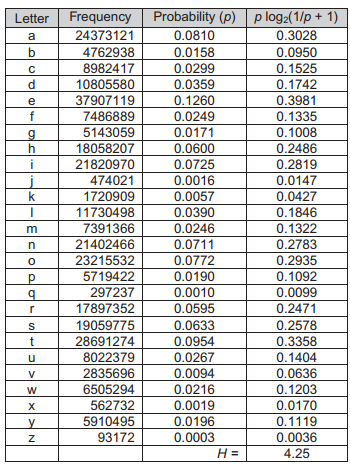 Letter Frequency Probability (p) p log2(1/p + 1)
a 24373121 0.0810 0.3028
b 4762938 0.0158 0.0950
c 8982417 0.0299 0.1525
d 10805580 0.0359 0.1742
e 37907119 0.1260 0.3981
f 7486889 0.0249 0.1335
g 5143059 0.0171 0.1008
h 18058207 0.0600 0.2486
i 21820970 0.0725 0.2819
j 474021 0.0016 0.0147
k 1720909 0.0057 0.0427
l 11730498 0.0390 0.1846
m 7391366 0.0246 0.1322
n 21402466 0.0711 0.2783
o 23215532 0.0772 0.2935
p 5719422 0.0190 0.1092
q 297237 0.0010 0.0099
r 17897352 0.0595 0.2471
s 19059775 0.0633 0.2578
t 28691274 0.0954 0.3358
u 8022379 0.0267 0.1404
v 2835696 0.0094 0.0636
w 6505294 0.0216 0.1203
x 562732 0.0019 0.0170
y 5910495 0.0196 0.1119
z 93172 0.0003 0.0036
H = 4.25